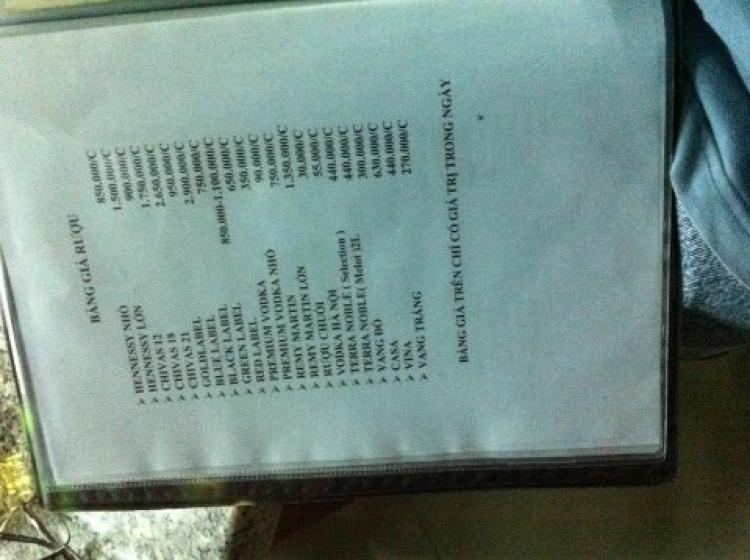 BẢNG GIÁ RƯỢU
➢ HENNESSY NHỎ 850.000/C
➢ HENNESSY LỚN 1.500.000/C
➢ CHIVAS 12 900.000/C
➢ CHIVAS 18 1.750.000/C
➢ CHIVAS 21 2.650.000/C
➢ GOLDLABEL 950.000/C
➢ BLUE LABEL 2.900.000/C
➢ BLACK LABEL 750.000/C
➢ GREEN LABEL 850.000-1.100.000/C
➢ RED LABEL 650.000/C
➢ PREMIUM VODKA 350.000/C
➢ PREMIUM VODKA NHỎ 90.000/C
➢ REMY MARTIN 750.000/C
➢ REMY MARTIN LỚN 1.350.000/C
➢ RƯỢU CHUỐI 30.000/C
➢ VODKA HÀ NỘI 55.000/C
➢ TERRA NOBLE ( Selection ) 440.000/C
➢ TERRA NOBLE( Melot )2L 440.000/C
➢ VANG ĐỎ 300.000/C
➢ CASA 630.000/C
➢ VINA 440.000/C
➢ VANG TRẮNG 270.000/C
BẢNG GIÁ TRÊN CHỈ CÓ GIÁ TRỊ TRONG NGÀY